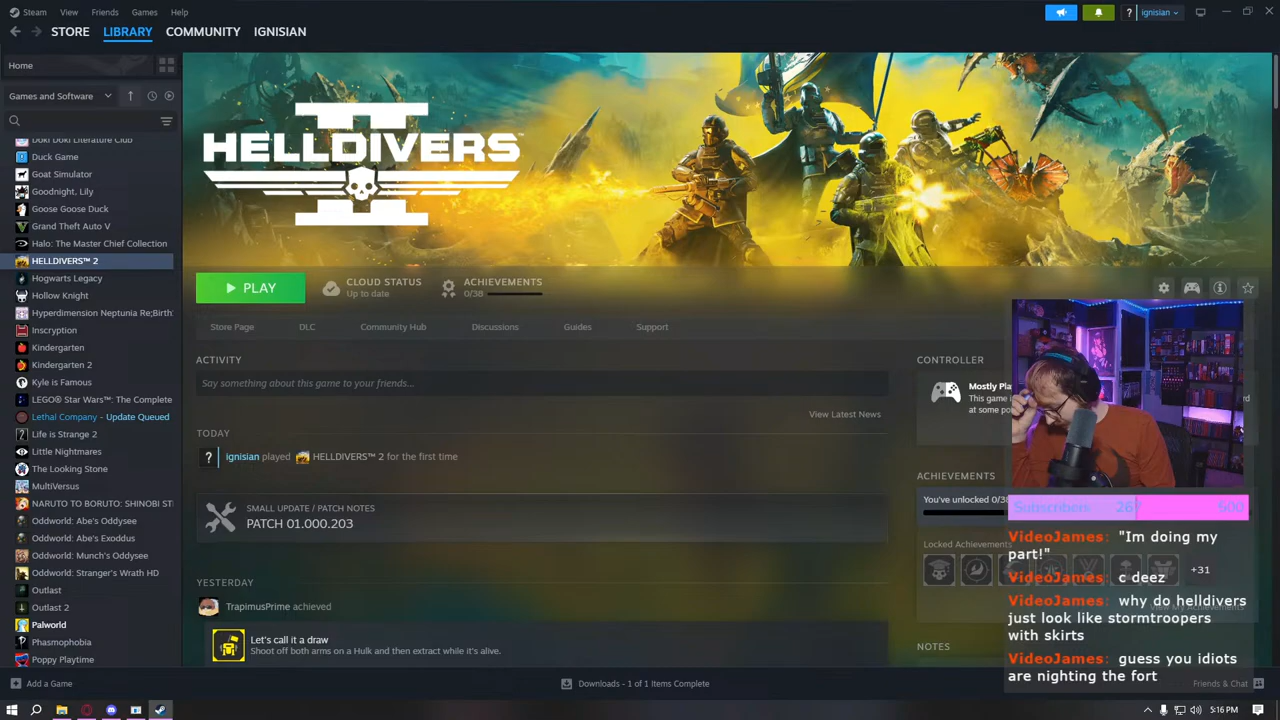 Steam View Friends Games Help
ignisian
STORE LIBRARY COMMUNITY IGNISIAN
Home
Games and Software
Doki Doki Literature Club
Duck Game
Goat Simulator
Goodnight, Lily
Goose Goose Duck
Grand Theft Auto V
Halo: The Master Chief Collection
HELLDIVERS™ 2
Hogwarts Legacy
Hollow Knight
Hyperdimension Neptunia Re;Birth
Inscryption
Kindergarten
Kindergarten 2
Kyle is Famous
LEGO® Star Wars™: The Complete
Lethal Company - Update Queued
Life is Strange 2
Little Nightmares
The Looking Stone
MultiVersus
NARUTO TO BORUTO: SHINOBI ST
Oddworld: Abe's Oddysee
Oddworld: Abe's Exoddus
Oddworld: Munch's Oddysee
Oddworld: Stranger's Wrath HD
Outlast
Outlast 2
Palworld
Phasmophobia
Poppy Playtime
Add a Game
HELLDIVERS™
II
PLAY
CLOUD STATUS
Up to date
ACHIEVEMENTS
0/38
Store Page DLC Community Hub Discussions Guides Support
ACTIVITY
Say something about this game to your friends...
View Latest News
TODAY
ignisian played HELLDIVERS™ 2 for the first time
SMALL UPDATE / PATCH NOTES
PATCH 01.000.203
YESTERDAY
TrapimusPrime achieved
Let's call it a draw
Shoot off both arms on a Hulk and then extract while it's alive.
CONTROLLER
Mostly Pla
This game
at some po
ACHIEVEMENTS
You've unlocked 0/38
Locked Achievements
+31
NOTES
Subscribers 267 500
VideoJames: "Im doing my
part!"
VideoJames: c deez
VideoJames: why do helldivers
just look like stormtroopers
with skirts
VideoJames: guess you idiots
are nighting the fort
Downloads - 1 of 1 Items Complete
Friends & Chat
5:16 PM